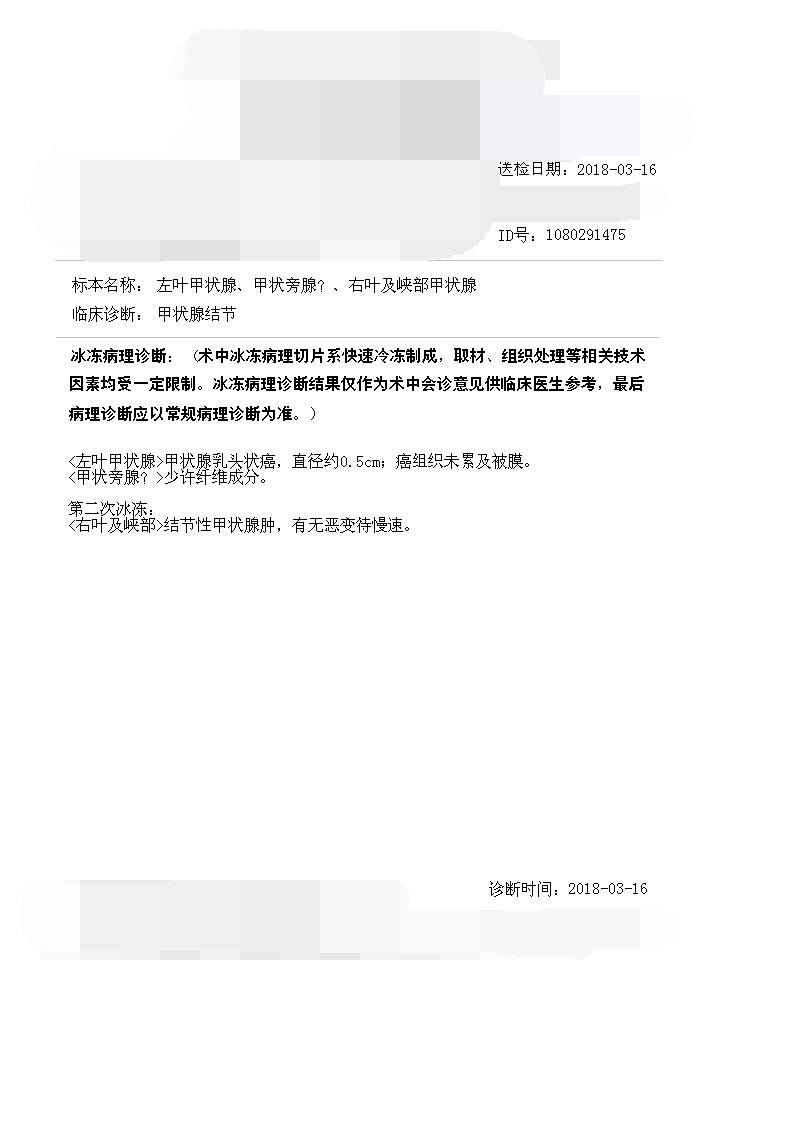 送检日期：2018-03-16
ID号：1080291475
标本名称： 左叶甲状腺、甲状旁腺？、右叶及峡部甲状腺
临床诊断： 甲状腺结节
冰冻病理诊断：（术中冰冻病理切片系快速冷冻制成，取材、组织处理等相关技术
因素均受一定限制。冰冻病理诊断结果仅作为术中会诊意见供临床医生参考，最后
病理诊断应以常规病理诊断为准。）
<左叶甲状腺>甲状腺乳头状癌，直径约0.5cm；癌组织未累及被膜。
<甲状旁腺？>少许纤维成分。
第二次冰冻：
<右叶及峡部>结节性甲状腺肿，有无恶变待慢速。
诊断时间：2018-03-16